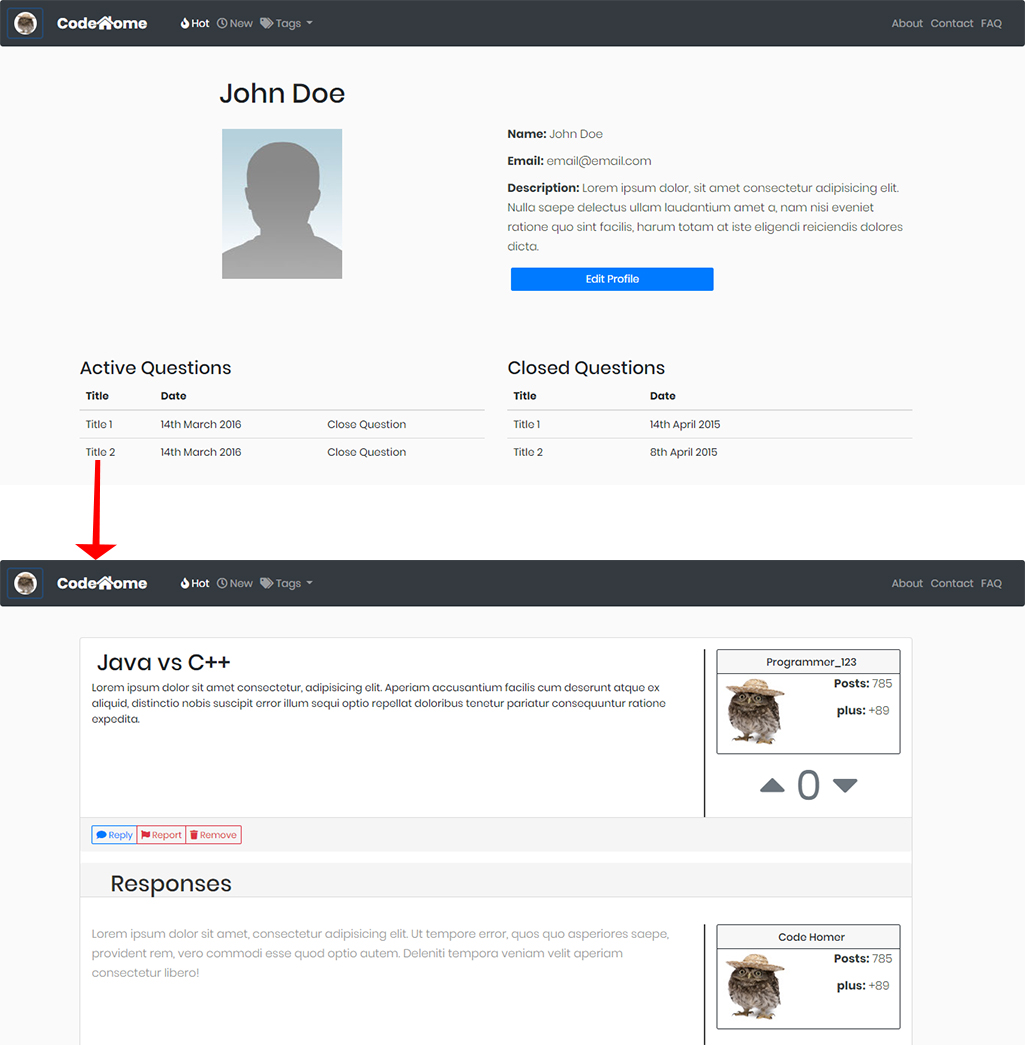 Code ome Hot New Tags About Contact FAQ
John Doe
Name: John Doe
Email: email@email.com
Description: Lorem ipsum dolor, sit amet consectetur adipisicing elit.
Nulla saepe delectus ullam laudantium amet a, nam nisi eveniet
ratione quo sint facilis, harum totam at iste eligendi reiciendis dolores
dicta.
Edit Profile
Active Questions
Title Date
Title 1 14th March 2016 Close Question
Title 2 14th March 2016 Close Question
Closed Questions
Title Date
Title 1 14th April 2015
Title 2 8th April 2015
Code ome Hot New Tags About Contact FAQ
Java vs C++
Lorem ipsum dolor sit amet consectetur, adipisicing elit. Aperiam accusantium facilis cum deserunt atque ex
aliquid, distinctio nobis suscipit error illum sequi optio repellat doloribus tenetur pariatur consequuntur ratione
expedita.
Programmer_123
Posts: 785
plus: +89
0
Reply Report Remove
Responses
Lorem ipsum dolor sit amet, consectetur adipisicing elit. Ut tempore error, quos quo asperiores saepe,
provident rem, vero commodi esse quod optio autem. Deleniti tempora veniam velit aperiam
consectetur libero!
Code Homer
Posts: 785
plus: +89